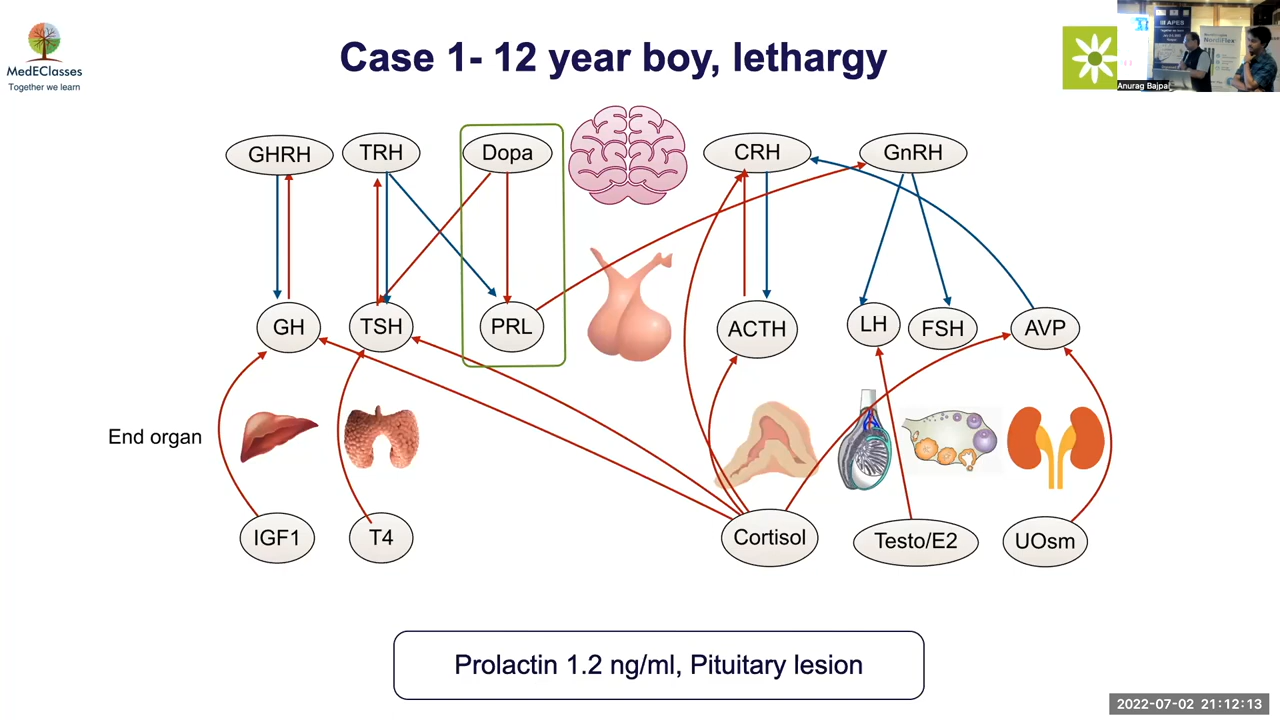 MedEClasses
Together we learn
Case 1- 12 year boy, lethargy
APES
NordiFlex
Anurag Bajpai
GHRH
TRH
Dopa
CRH
GnRH
GH
TSH
PRL
ACTH
LH
FSH
AVP
End organ
IGF1
T4
Cortisol
Testo/E2
UOsm
Prolactin 1.2 ng/ml, Pituitary lesion
2022-07-02 21:12:13